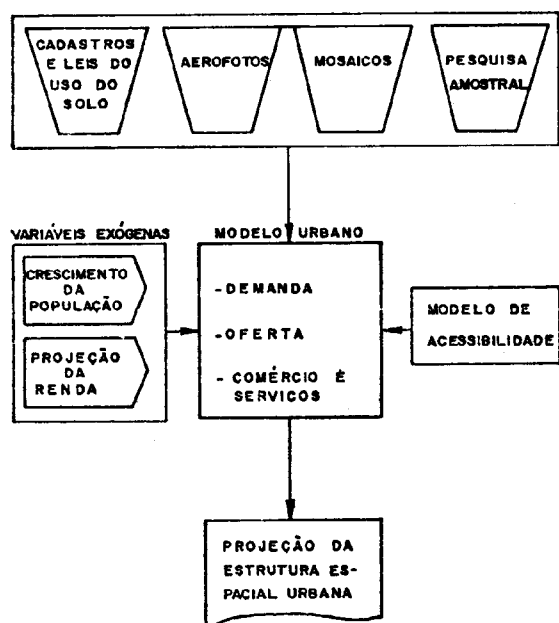 CADASTROS
E LEIS DO
USO DO
SOLO
AEROFOTOS
MOSAICOS
PESQUISA
AMOSTRAL
VARIÁVEIS EXÓGENAS
CRESCIMENTO
DA
POPULAÇÃO
PROJEÇÃO
DA
RENDA
MODELO URBANO
-DEMANDA
-OFERTA
- COMÉRCIO É
SERVICOS
MODELO DE
ACESSIBILIDADE
PROJEÇÃO DA
ESTRUTURA ES-
PACIAL URBANA